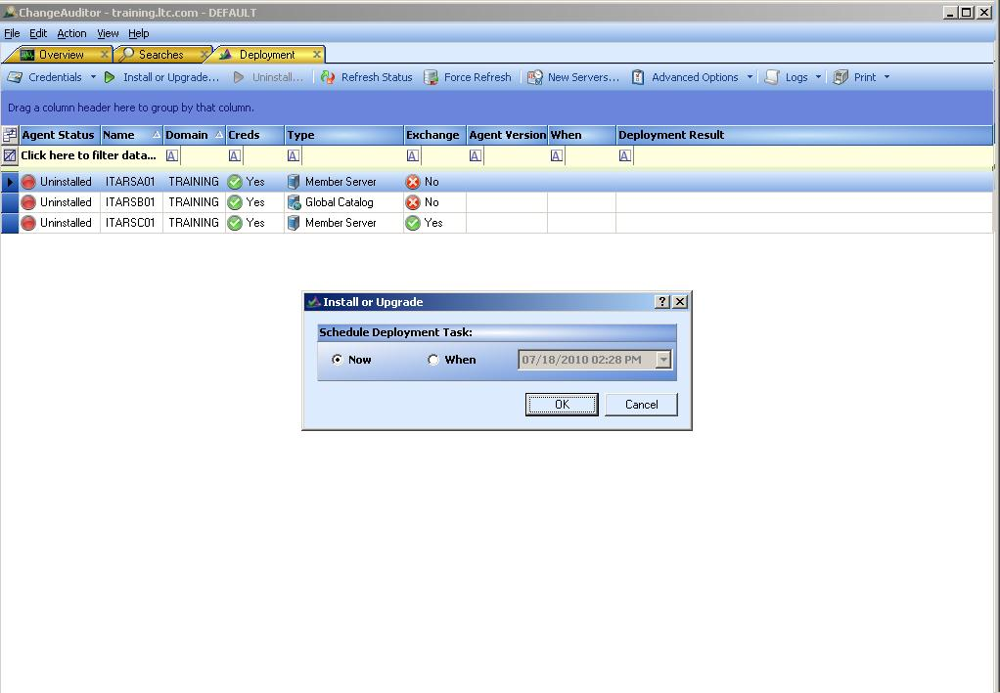 ChangeAuditor - training.ltc.com - DEFAULT
File Edit Action View Help
Overview Searches Deployment
Credentials Install or Upgrade... Uninstall... Refresh Status Force Refresh New Servers... Advanced Options Logs Print
Drag a column header here to group by that column.
Agent Status Name Domain Creds Type Exchange Agent Version When Deployment Result
Click here to filter data... A A A A A A A
Uninstalled ITARSA01 TRAINING Yes Member Server No
Uninstalled ITARSB01 TRAINING Yes Global Catalog No
Uninstalled ITARSC01 TRAINING Yes Member Server Yes
Install or Upgrade
Schedule Deployment Task:
Now When 07/18/2010 02:28 PM
OK Cancel